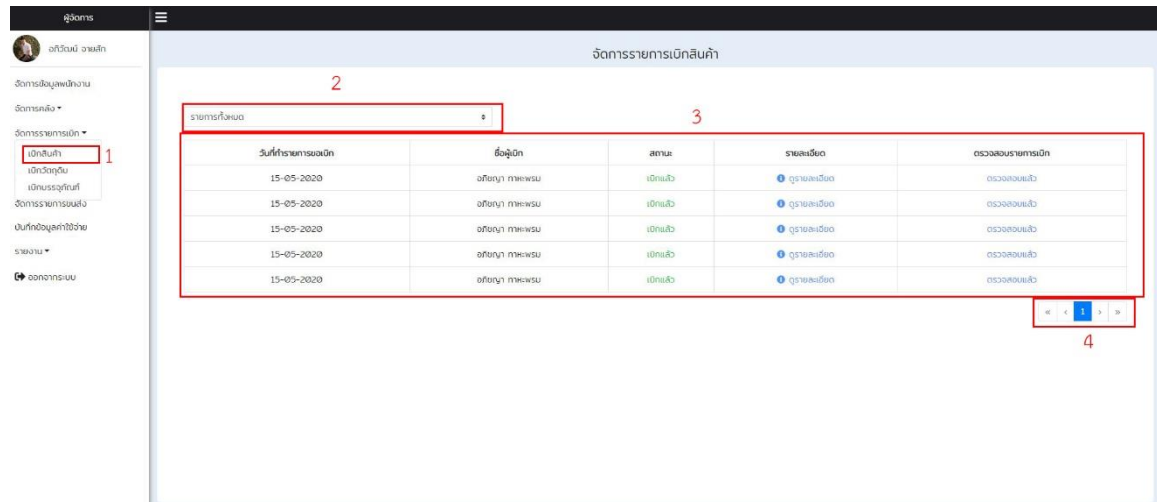 ผู้จัดการ
อภิวัฒน์ อายสัก
จัดการรายการเบิกสินค้า
จัดการข้อมูลพนักงาน
จัดการคลัง
จัดการรายการเบิก
เบิกสินค้า
1
เบิกวัตถุดิบ
เบิกบรรจุภัณฑ์
จัดการรายการขนส่ง
บันทึกข้อมูลค่าใช้จ่าย
รายงาน
ออกจากระบบ
2
รายการทั้งหมด
3
วันที่ทำรายการขอเบิก ชื่อผู้เบิก สถานะ รายละเอียด ตรวจสอบรายการเบิก
15-05-2020 อภิชญา กาหะพรม เบิกแล้ว ดูรายละเอียด ตรวจสอบแล้ว
15-05-2020 อภิชญา กาหะพรม เบิกแล้ว ดูรายละเอียด ตรวจสอบแล้ว
15-05-2020 อภิชญา กาหะพรม เบิกแล้ว ดูรายละเอียด ตรวจสอบแล้ว
15-05-2020 อภิชญา กาหะพรม เบิกแล้ว ดูรายละเอียด ตรวจสอบแล้ว
15-05-2020 อภิชญา กาหะพรม เบิกแล้ว ดูรายละเอียด ตรวจสอบแล้ว
« ‹ 1 › »
4